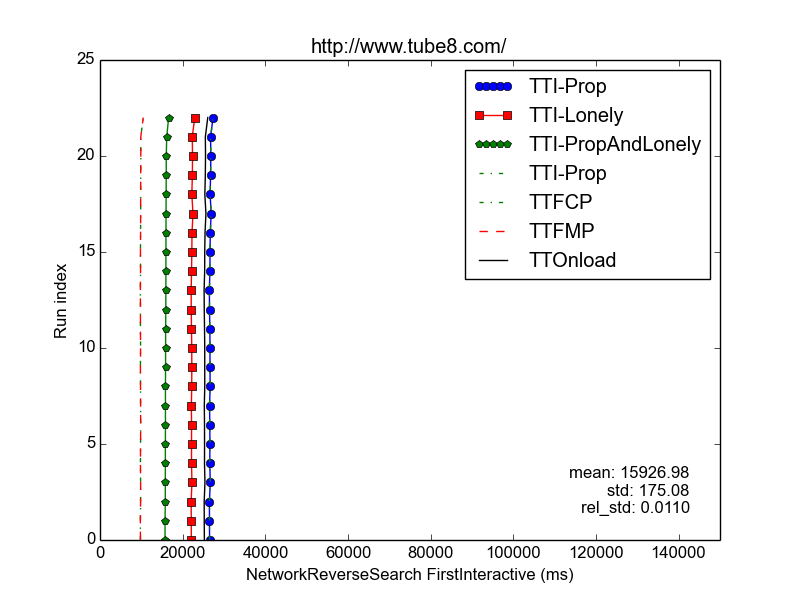 http://www.tube8.com/
25
20
15
10
5
0
Run index
TTI-Prop
TTI-Lonely
TTI-PropAndLonely
TTI-Prop
TTFCP
TTFMP
TTOnload
mean: 15926.98
std: 175.08
rel_std: 0.0110
0 20000 40000 60000 80000 100000 120000 140000
NetworkReverseSearch FirstInteractive (ms)